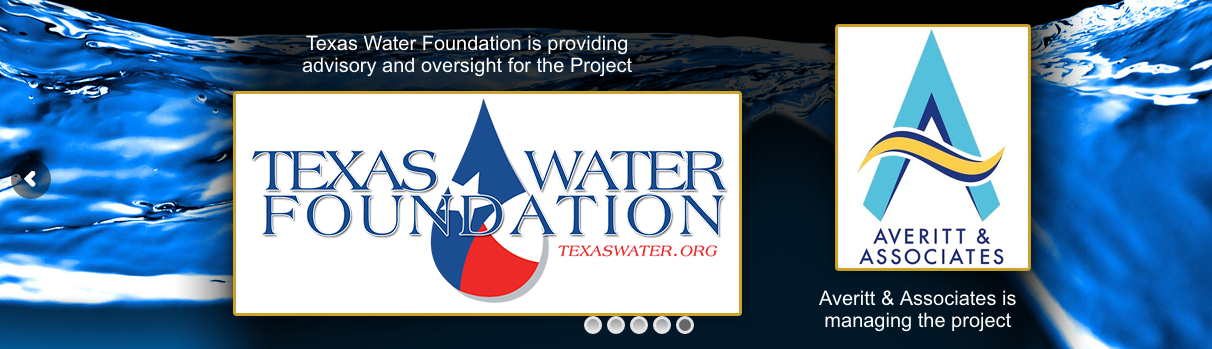 Texas Water Foundation is providing
advisory and oversight for the Project
TEXAS WATER
FOUNDATION
TEXASWATER.ORG
AVERITT &
ASSOCIATES
Averitt & Associates is
managing the project